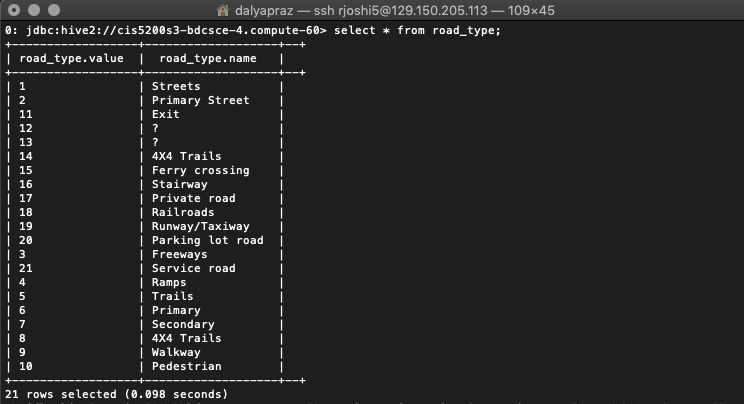 dalyapraz — ssh rjoshi5@129.150.205.113 — 109×45
0: jdbc:hive2://cis5200s3-bdcsce-4.compute-60> select * from road_type;
+------------------+------------------+--+
| road_type.value | road_type.name |
+------------------+------------------+--+
| 1 | Streets |
| 2 | Primary Street |
| 11 | Exit |
| 12 | ? |
| 13 | ? |
| 14 | 4X4 Trails |
| 15 | Ferry crossing |
| 16 | Stairway |
| 17 | Private road |
| 18 | Railroads |
| 19 | Runway/Taxiway |
| 20 | Parking lot road |
| 3 | Freeways |
| 21 | Service road |
| 4 | Ramps |
| 5 | Trails |
| 6 | Primary |
| 7 | Secondary |
| 8 | 4X4 Trails |
| 9 | Walkway |
| 10 | Pedestrian |
+------------------+------------------+--+
21 rows selected (0.098 seconds)